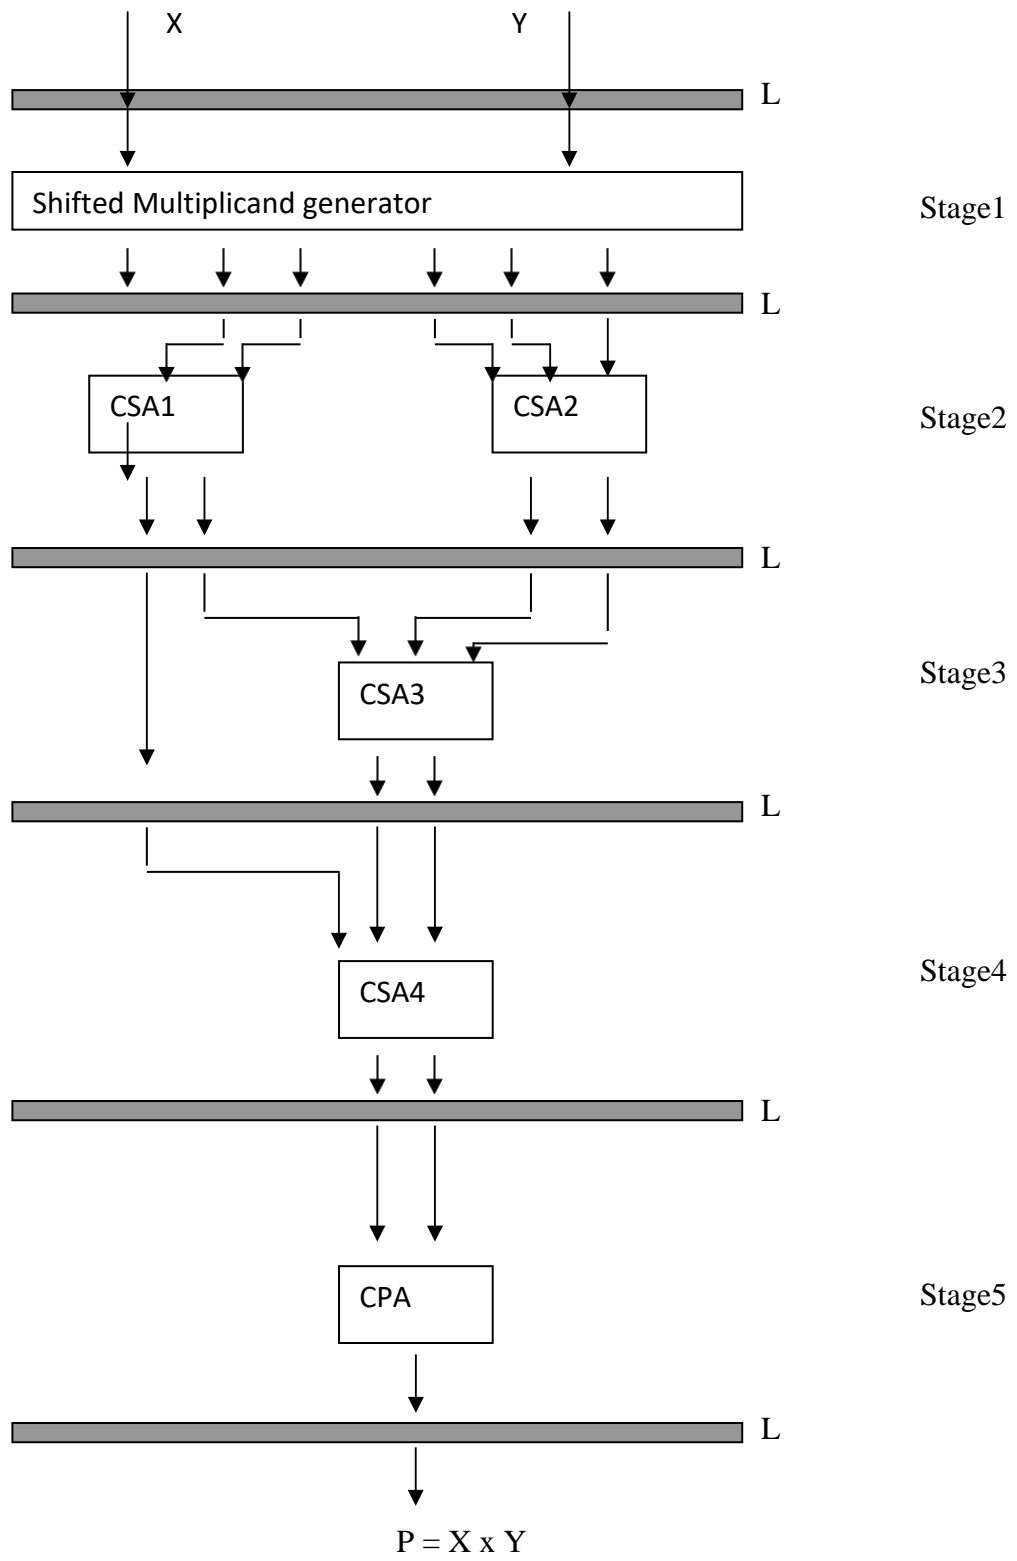 X Y
L
Shifted Multiplicand generator
Stage1
L
CSA1
CSA2
Stage2
L
CSA3
Stage3
L
CSA4
Stage4
L
CPA
Stage5
L
P = X x Y